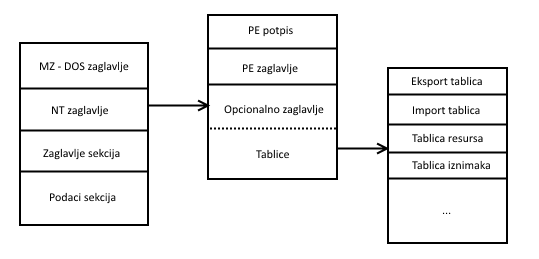 MZ - DOS zaglavlje
NT zaglavlje
Zaglavlje sekcija
Podaci sekcija
PE potpis
PE zaglavlje
Opcionalno zaglavlje
Tablice
Eksport tablica
Import tablica
Tablica resursa
Tablica iznimaka
...